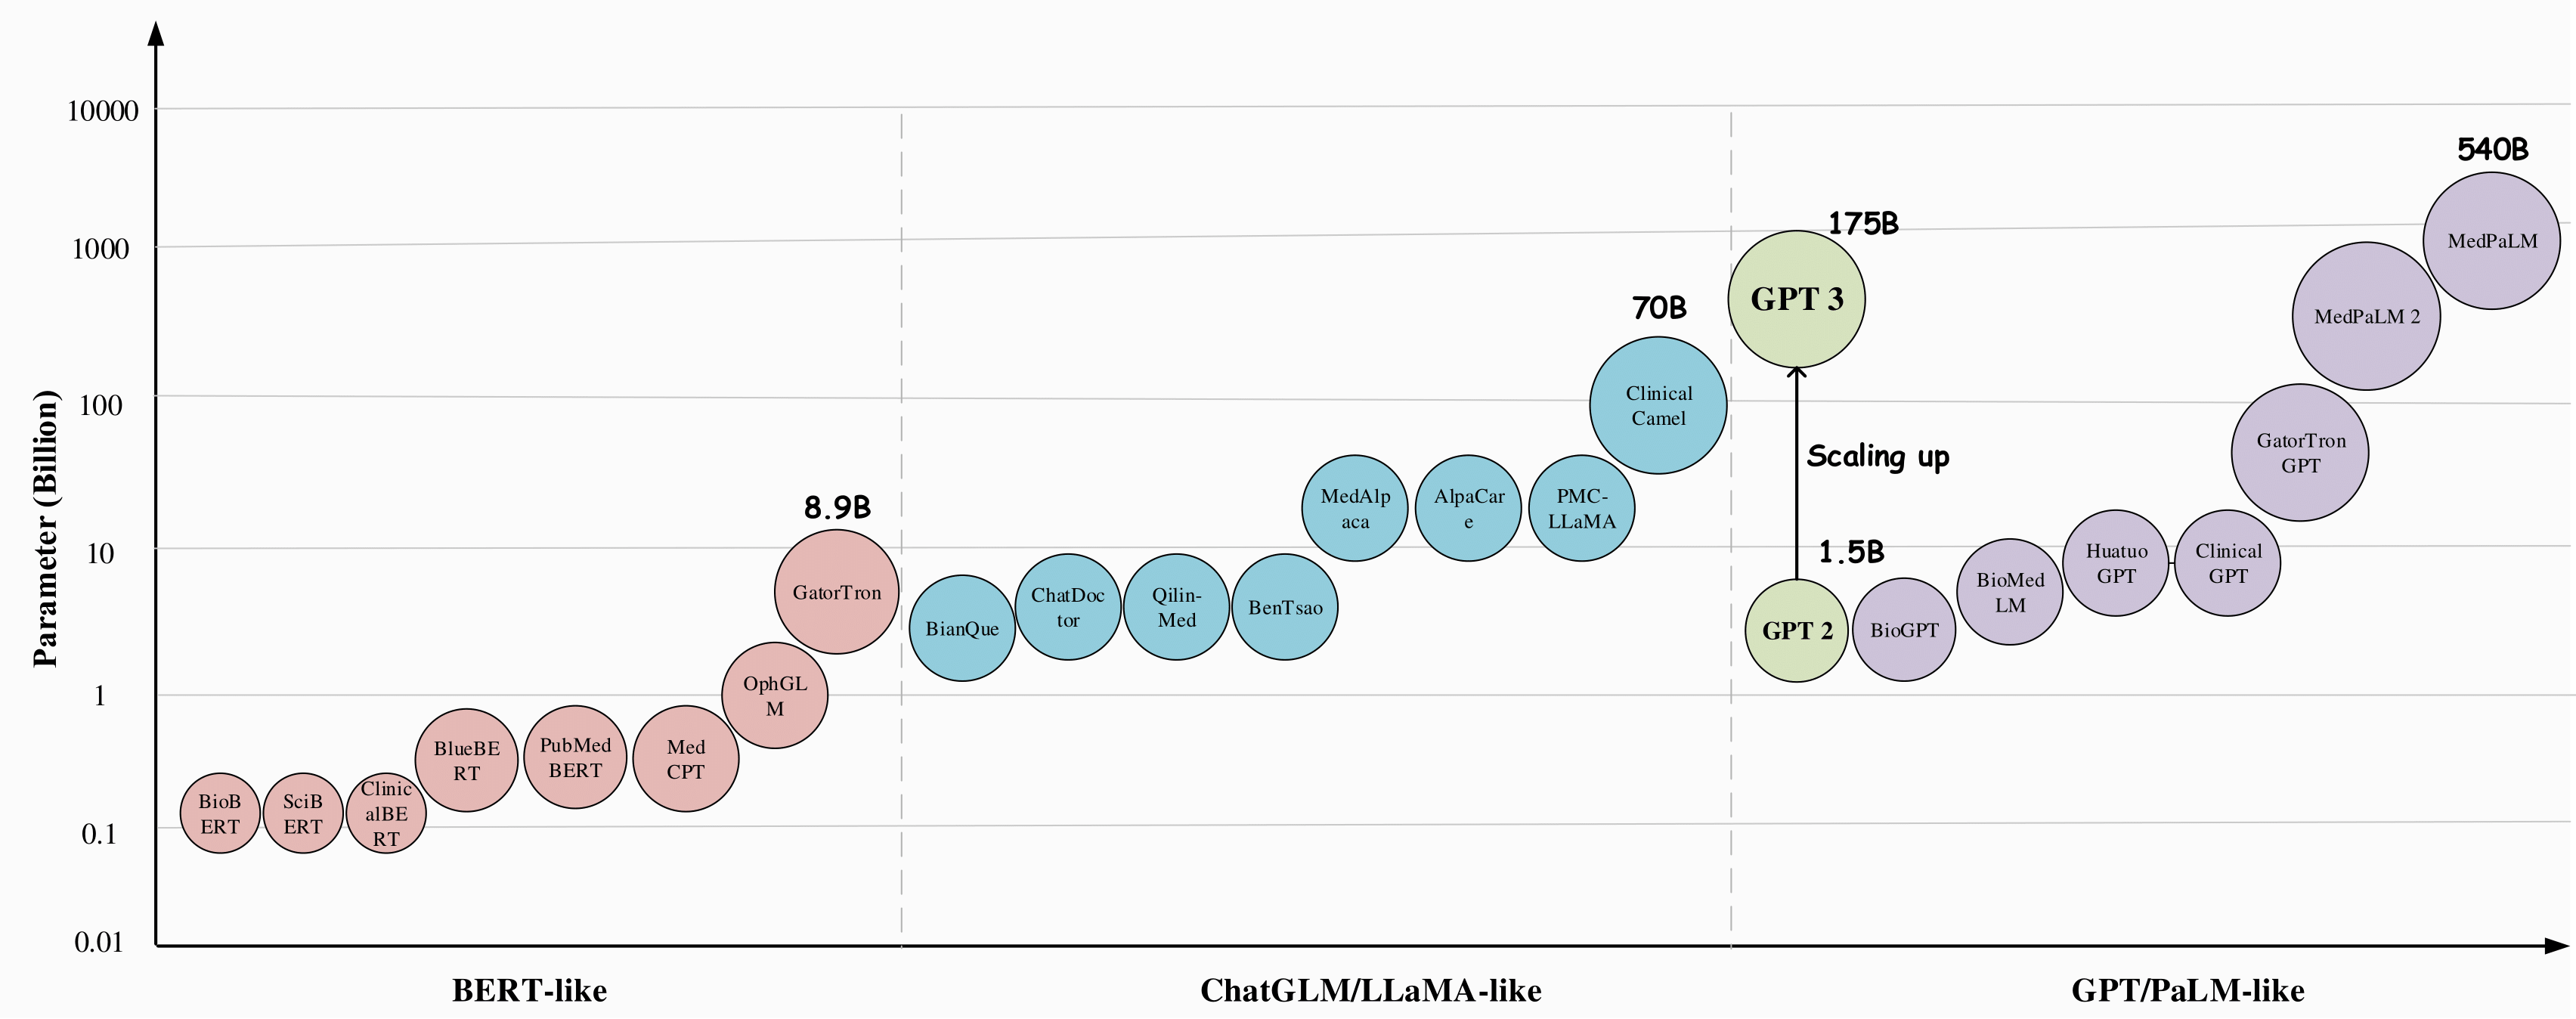 10000
1000
100
10
1
0.1
0.01
Parameter (Billion)
BioB
ERT
SciB
ERT
Clinic
alBE
RT
BlueBE
RT
PubMed
BERT
Med
CPT
OphGL
M
8.9B
GatorTron
BianQue
ChatDoc
tor
Qilin-
Med
BenTsao
MedAlp
aca
AlpaCar
e
PMC-
LLaMA
70B
Clinical
Camel
175B
GPT 3
Scaling up
1.5B
GPT 2
BioGPT
BioMed
LM
Huatuo
GPT
Clinical
GPT
GatorTron
GPT
MedPaLM 2
540B
MedPaLM
BERT-like
ChatGLM/LLaMA-like
GPT/PaLM-like